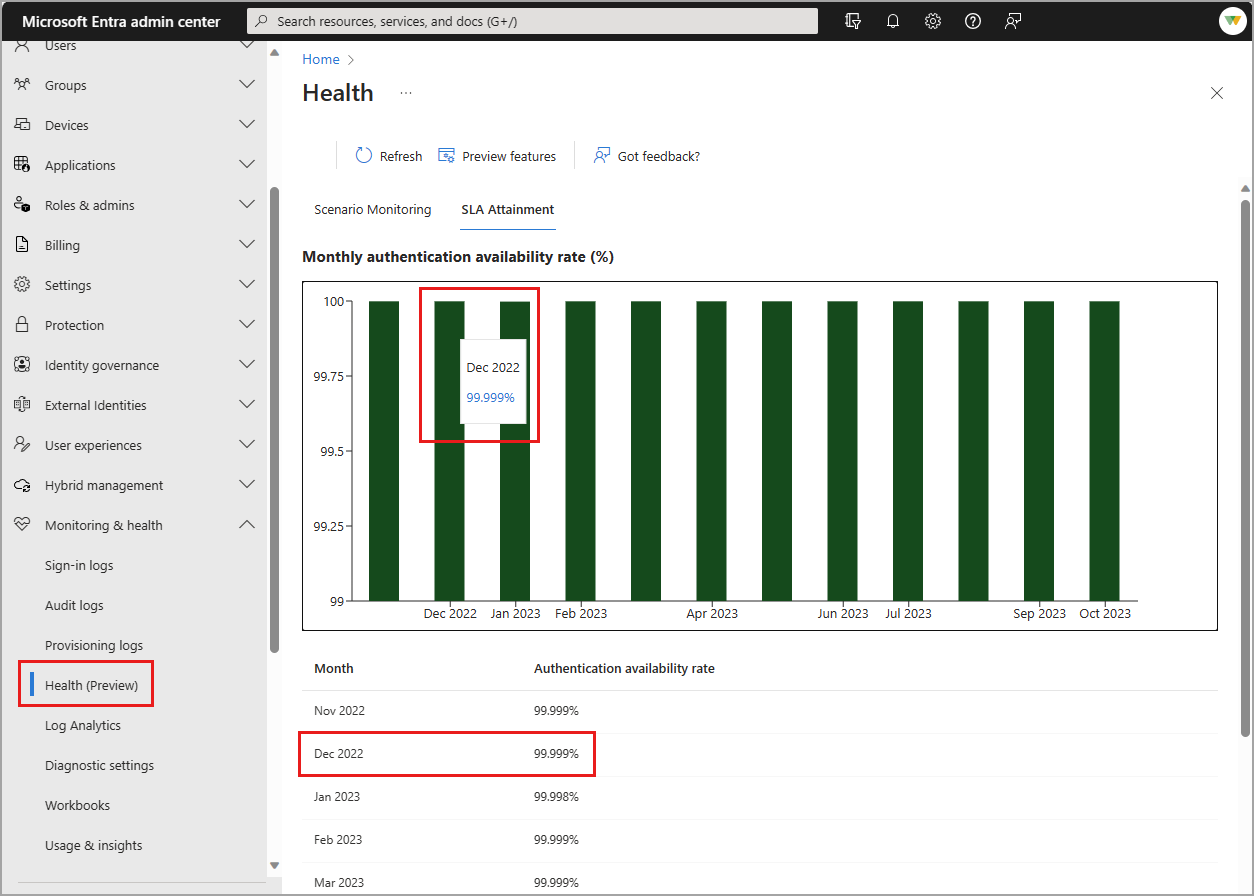 Microsoft Entra admin center
Search resources, services, and docs (G+/)
Users
Groups
Devices
Applications
Roles & admins
Billing
Settings
Protection
Identity governance
External Identities
User experiences
Hybrid management
Monitoring & health
Sign-in logs
Audit logs
Provisioning logs
Health (Preview)
Log Analytics
Diagnostic settings
Workbooks
Usage & insights
Home
Health ...
Refresh Preview features Got feedback?
Scenario Monitoring SLA Attainment
Monthly authentication availability rate (%)
100
99.75
99.5
99.25
99
Dec 2022
99.999%
Dec 2022 Jan 2023 Feb 2023 Apr 2023 Jun 2023 Jul 2023 Sep 2023 Oct 2023
Month Authentication availability rate
Nov 2022 99.999%
Dec 2022 99.999%
Jan 2023 99.998%
Feb 2023 99.999%
Mar 2023 99.999%